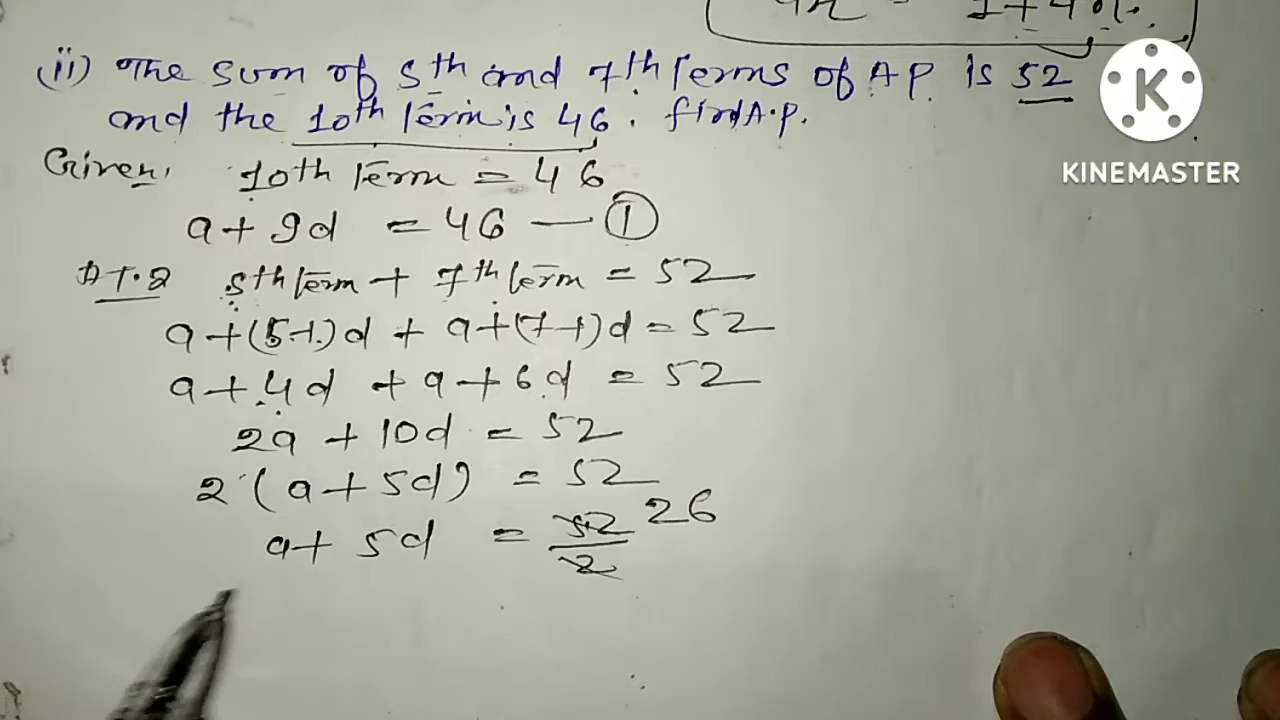 (ii) The sum of 5th and 7th terms of A.P. is 52
and the 10th term is 46. find A.P.
Given, 10th term = 46
a + 9d = 46 — ①
A.T.Q 5th term + 7th term = 52
a + (5-1)d + a + (7-1)d = 52
a + 4d + a + 6d = 52
2a + 10d = 52
2(a + 5d) = 52
a + 5d = 52/2 26
K
KINEMASTER